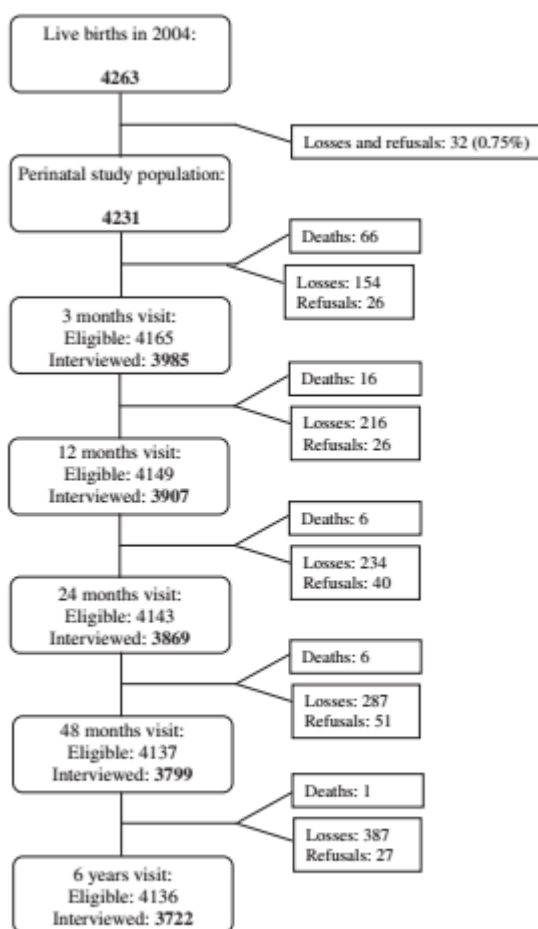 Live births in 2004:
4263
Losses and refusals: 32 (0.75%)
Perinatal study population:
4231
Deaths: 66
Losses: 154
Refusals: 26
3 months visit:
Eligible: 4165
Interviewed: 3985
Deaths: 16
Losses: 216
Refusals: 26
12 months visit:
Eligible: 4149
Interviewed: 3907
Deaths: 6
Losses: 234
Refusals: 40
24 months visit:
Eligible: 4143
Interviewed: 3869
Deaths: 6
Losses: 287
Refusals: 51
48 months visit:
Eligible: 4137
Interviewed: 3799
Deaths: 1
Losses: 387
Refusals: 27
6 years visit:
Eligible: 4136
Interviewed: 3722